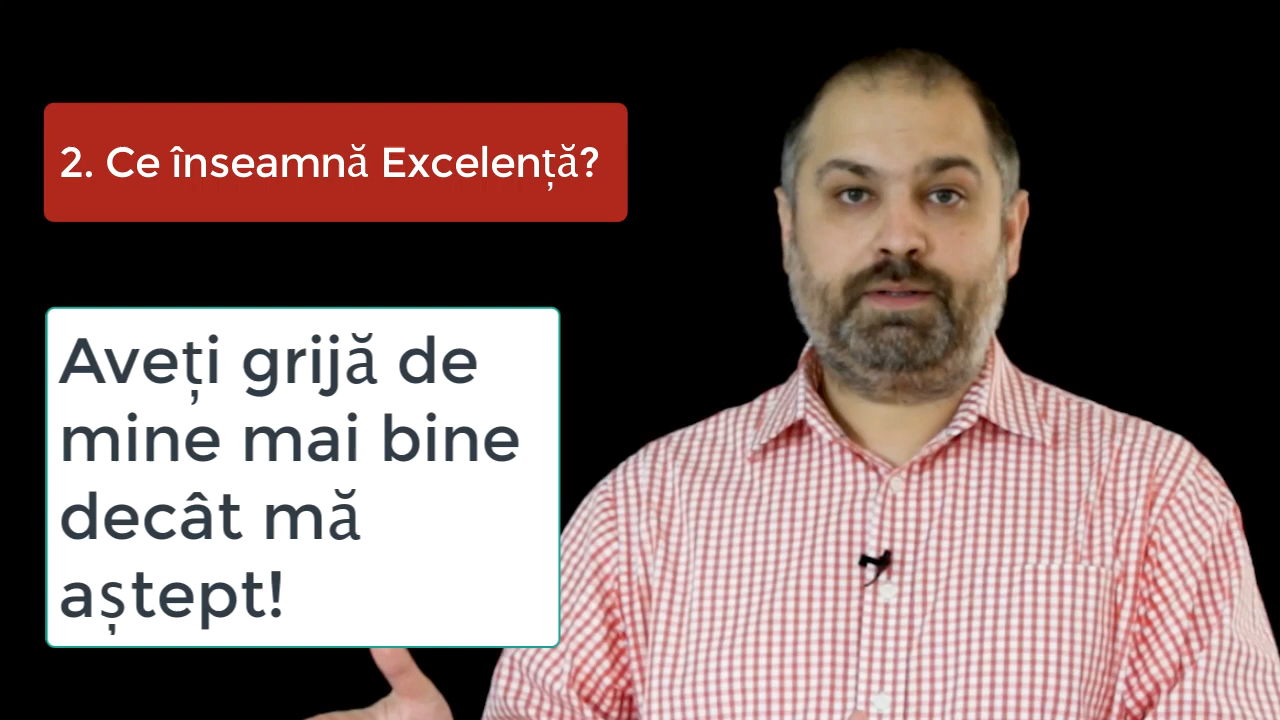 2. Ce înseamnă Excelență?
Aveți grijă de
mine mai bine
decât mă
aștept!